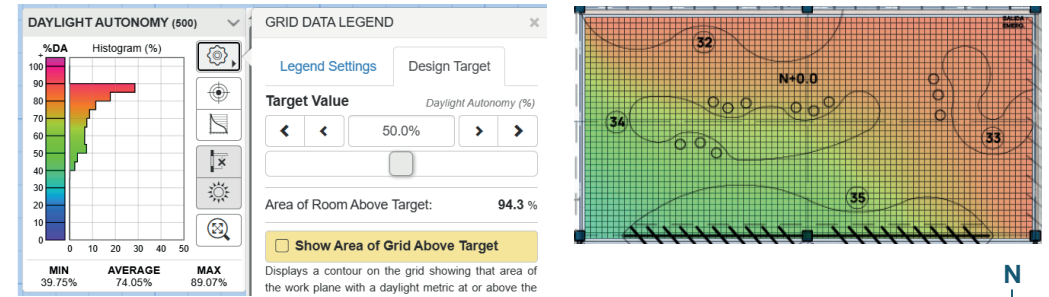 DAYLIGHT AUTONOMY (500)
%DA
Histogram (%)
100
90
80
70
60
50
40
30
20
10
0
0 10 20 30 40 50
MIN AVERAGE MAX
39.75% 74.05% 89.07%
GRID DATA LEGEND
Legend Settings
Design Target
Target Value
Daylight Autonomy (%)
50.0%
Area of Room Above Target: 94.3 %
Show Area of Grid Above Target
Displays a contour on the grid showing that area of
the work plane with a daylight metric at or above the
SALIDA
EMERG.
32
N+0.0
34
33
35
N